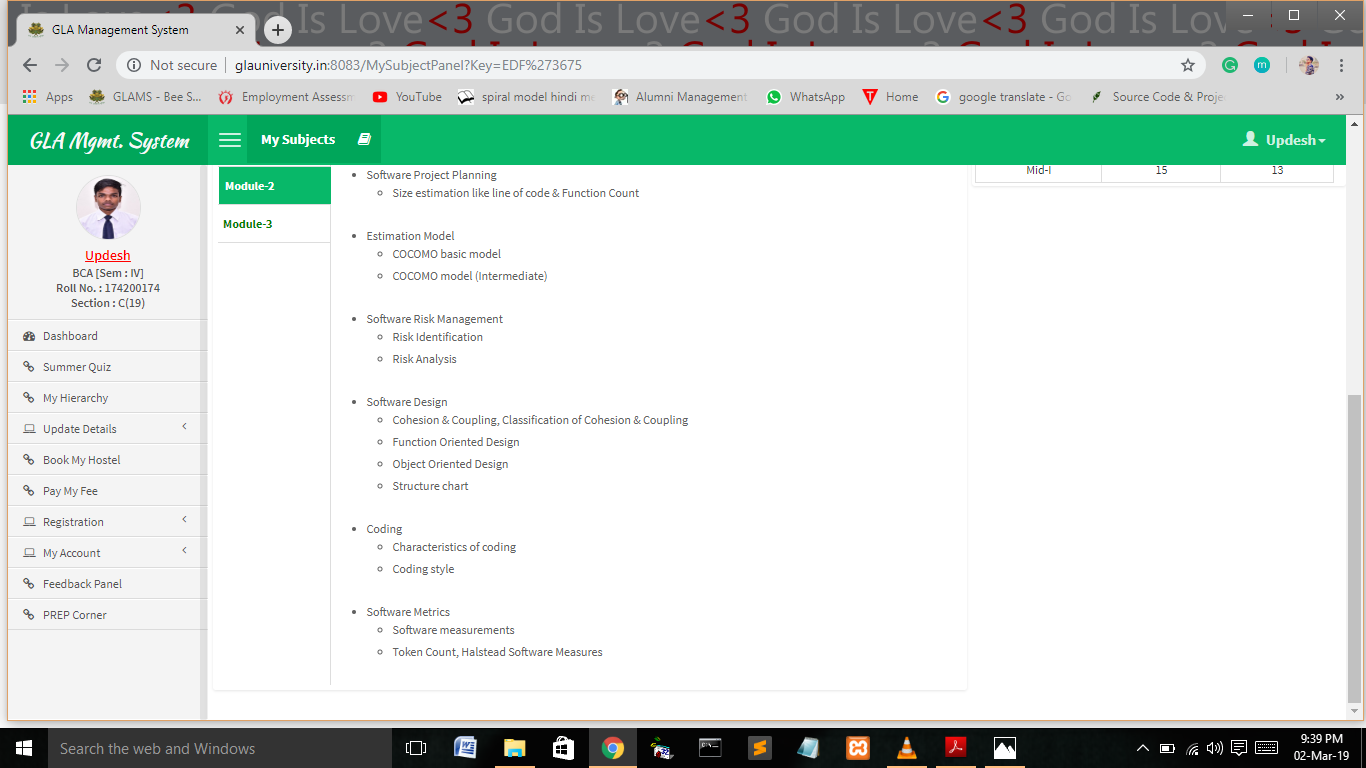 Is Love<3 God Is Love<3 God Is Love<3 God Is Love<3 God Is Lov
GLA Management System
Not secure | glauniversity.in:8083/MySubjectPanel?Key=EDF%273675
Apps GLAMS - Bee S... Employment Assessm YouTube spiral model hindi me Alumni Management WhatsApp Home google translate - Go Source Code & Proje »
GLA Mgmt. System My Subjects Updesh
Updesh
BCA [Sem : IV]
Roll No. : 174200174
Section : C(19)
Dashboard
Summer Quiz
My Hierarchy
Update Details
Book My Hostel
Pay My Fee
Registration
My Account
Feedback Panel
PREP Corner
Module-2
Module-3
• Software Project Planning
○ Size estimation like line of code & Function Count
• Estimation Model
○ COCOMO basic model
○ COCOMO model (Intermediate)
• Software Risk Management
○ Risk Identification
○ Risk Analysis
• Software Design
○ Cohesion & Coupling, Classification of Cohesion & Coupling
○ Function Oriented Design
○ Object Oriented Design
○ Structure chart
• Coding
○ Characteristics of coding
○ Coding style
• Software Metrics
○ Software measurements
○ Token Count, Halstead Software Measures
Mid-I 15 13
Search the web and Windows
9:39 PM
02-Mar-19